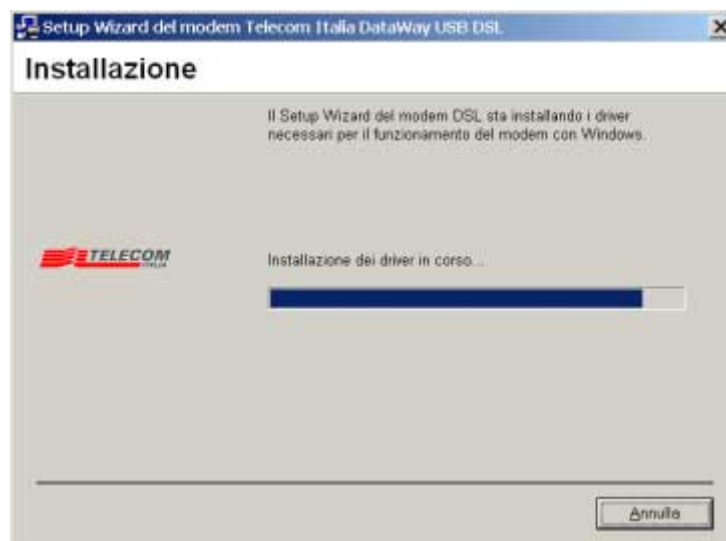 Setup Wizard del modem Telecom Italia DataWay USB DSL
Installazione
Il Setup Wizard del modem DSL sta installando i driver
necessari per il funzionamento del modem con Windows.
TELECOM
ITALIA
Installazione dei driver in corso...
Annulla